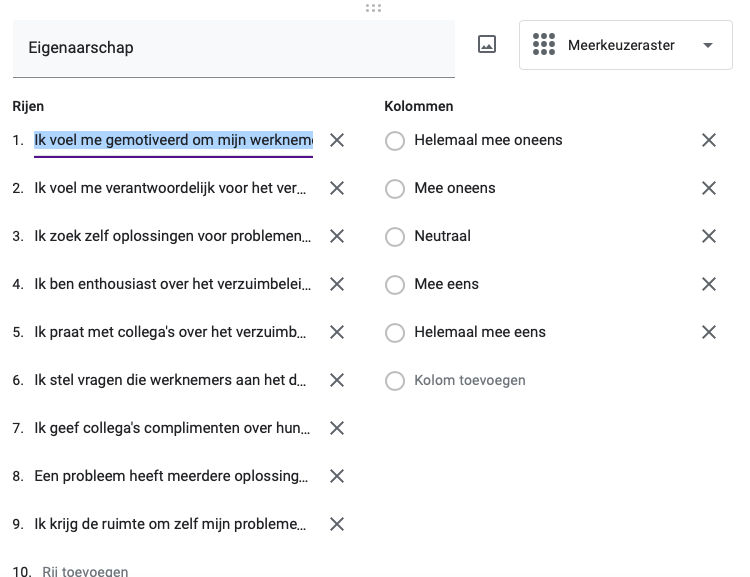 Eigenaarschap
Meerkeuzeraster
Rijen
Kolommen
1. Ik voel me gemotiveerd om mijn werknem
Helemaal mee oneens
2. Ik voel me verantwoordelijk voor het ver...
Mee oneens
3. Ik zoek zelf oplossingen voor problemen...
Neutraal
4. Ik ben enthousiast over het verzuimbelei...
Mee eens
5. Ik praat met collega's over het verzuimb...
Helemaal mee eens
6. Ik stel vragen die werknemers aan het d...
Kolom toevoegen
7. Ik geef collega's complimenten over hun...
8. Een probleem heeft meerdere oplossing...
9. Ik krijg de ruimte om zelf mijn probleme...
10. Rij toevoegen